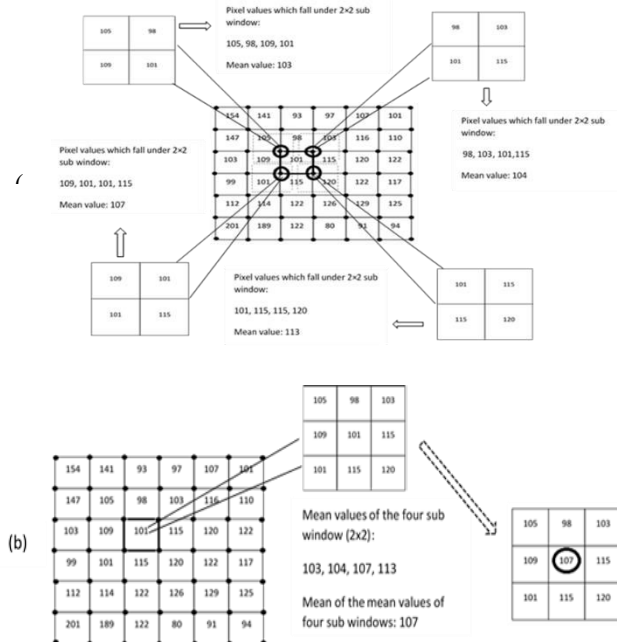 Pixel values which fall under 2×2 sub
window:
105, 98, 109, 101
Mean value: 103
105 98
109 101
98 103
101 115
Pixel values which fall under 2×2 sub
window:
98, 103, 101,115
Mean value: 104
154 141 93 97 107 101
147 105 98 103 116 110
103 109 101 115 120 122
99 101 115 120 122 117
112 114 122 126 129 125
201 189 122 80 91 94
Pixel values which fall under 2×2
sub window:
109, 101, 101, 115
Mean value: 107
109 101
101 115
Pixel values which fall under 2×2 sub
window:
101, 115, 115, 120
Mean value: 113
101 115
115 120
(b)
154 141 93 97 107 101
147 105 98 103 116 110
103 109 101 115 120 122
99 101 115 120 122 117
112 114 122 126 129 125
201 189 122 80 91 94
105 98 103
109 101 115
101 115 120
Mean values of the four sub
window (2x2):
103, 104, 107, 113
Mean of the mean values of
four sub windows: 107
105 98 103
109 107 115
101 115 120